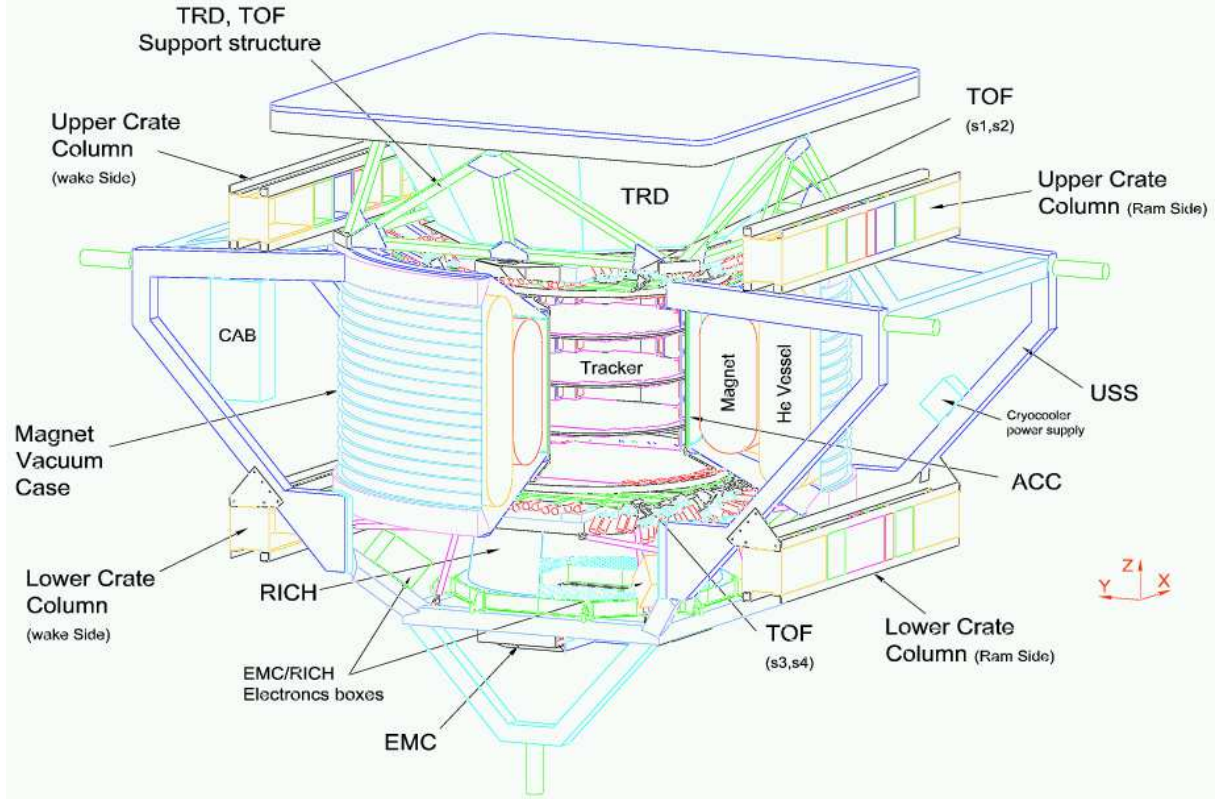 TRD, TOF
Support structure
TOF
(s1,s2)
Upper Crate
Column
(wake Side)
TRD
Upper Crate
Column (Ram Side)
CAB
Tracker
Magnet
He Vessel
USS
Cryocooler
power supply
Magnet
Vacuum
Case
ACC
Lower Crate
Column
(wake Side)
RICH
Z
Y
X
TOF
(s3,s4)
Lower Crate
Column (Ram Side)
EMC/RICH
Electroncs boxes
EMC